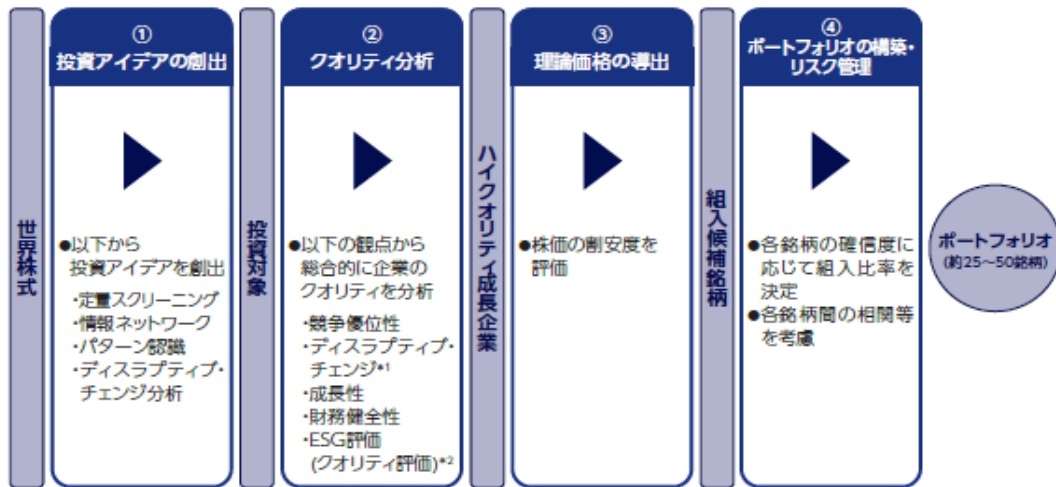 世界株式
①
投資アイデアの創出
●以下から
投資アイデアを創出
・定量スクリーニング
・情報ネットワーク
・パターン認識
・ディスラプティブ・
チェンジ分析
投資対象
②
クオリティ分析
●以下の観点から
総合的に企業の
クオリティを分析
・競争優位性
・ディスラプティブ・
チェンジ*1
・成長性
・財務健全性
・ESG評価
(クオリティ評価)*2
ハイクオリティ成長企業
③
理論価格の導出
●株価の割安度を
評価
組入候補銘柄
④
ポートフォリオの構築・
リスク管理
●各銘柄の確信度に
応じて組入比率を
決定
●各銘柄間の相関等
を考慮
ポートフォリオ
(約25～50銘柄)